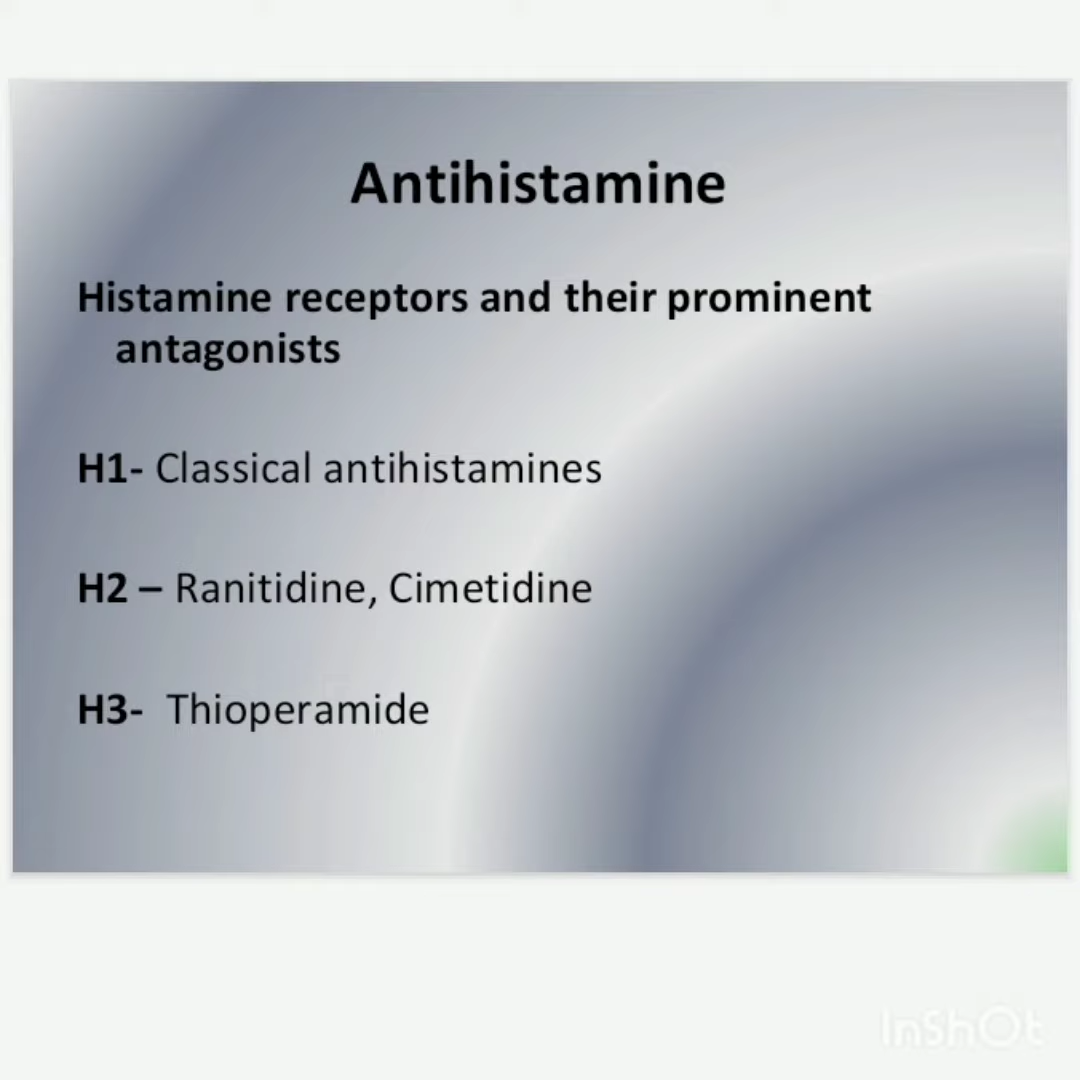 Antihistamine
Histamine receptors and their prominent
antagonists
H1- Classical antihistamines
H2 – Ranitidine, Cimetidine
H3- Thioperamide
InShOt